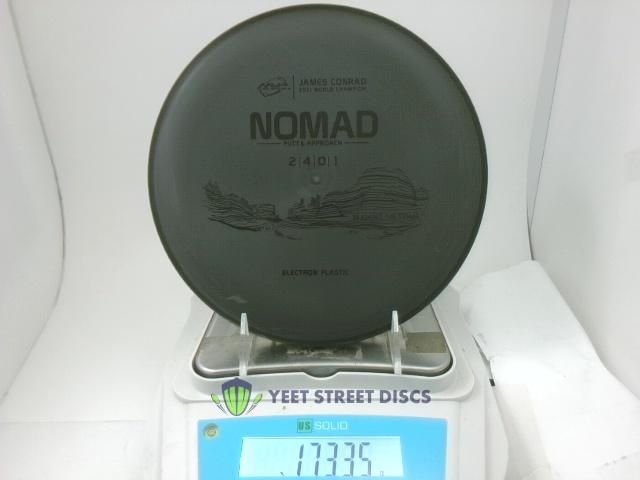 JAMES CONRAD
2021 WORLD CHAMPION
NOMAD
PUTT & APPROACH
2|4|0|1
ELECTRON PLASTIC
YEET STREET DISCS
US SOLID
173.35 g